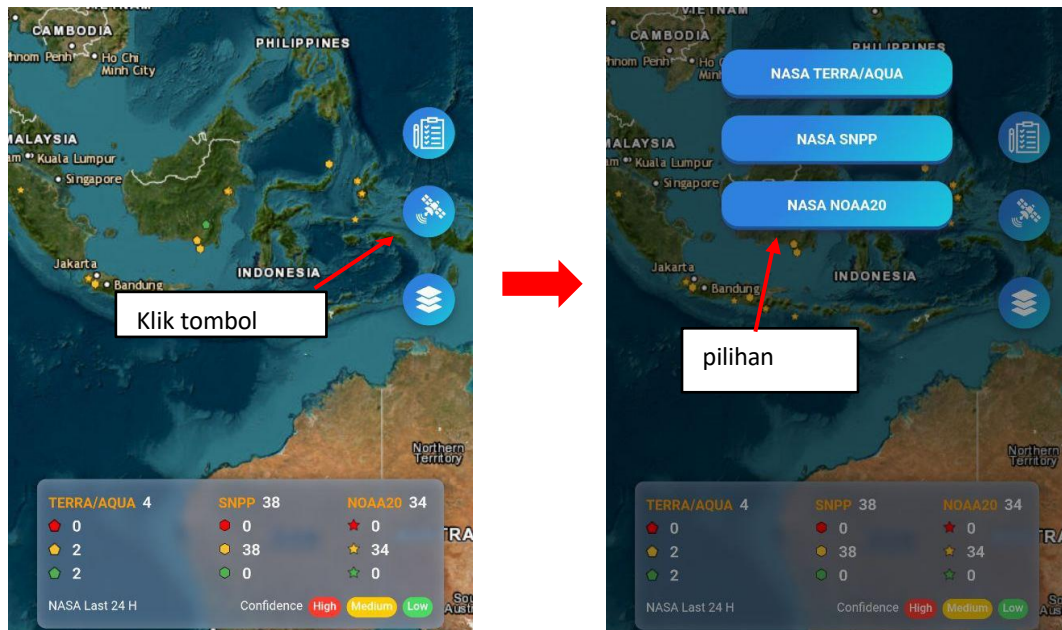 VIETNAM
CAMBODIA
PHILIPPINES
Ho Chi
Minh City
MALAYSIA
Kuala Lumpur
Singapore
Jakarta
Bandung
INDONESIA
Klik tombol
Northern
Territory
TERRA/AQUA 4
SNPP 38
NOAA20 34
0
0
0
2
38
34
2
0
0
NASA Last 24 H
Confidence High Medium Low
VIETNAM
CAMBODIA
PHILIPPINES
NASA TERRA/AQUA
NASA SNPP
NASA NOAA20
Kuala Lumpur
Singapore
Jakarta
Bandung
INDONESIA
pilihan
Northern
Territory
TERRA/AQUA 4
SNPP 38
NOAA20 34
0
0
0
2
38
34
2
0
0
NASA Last 24 H
Confidence High Medium Low